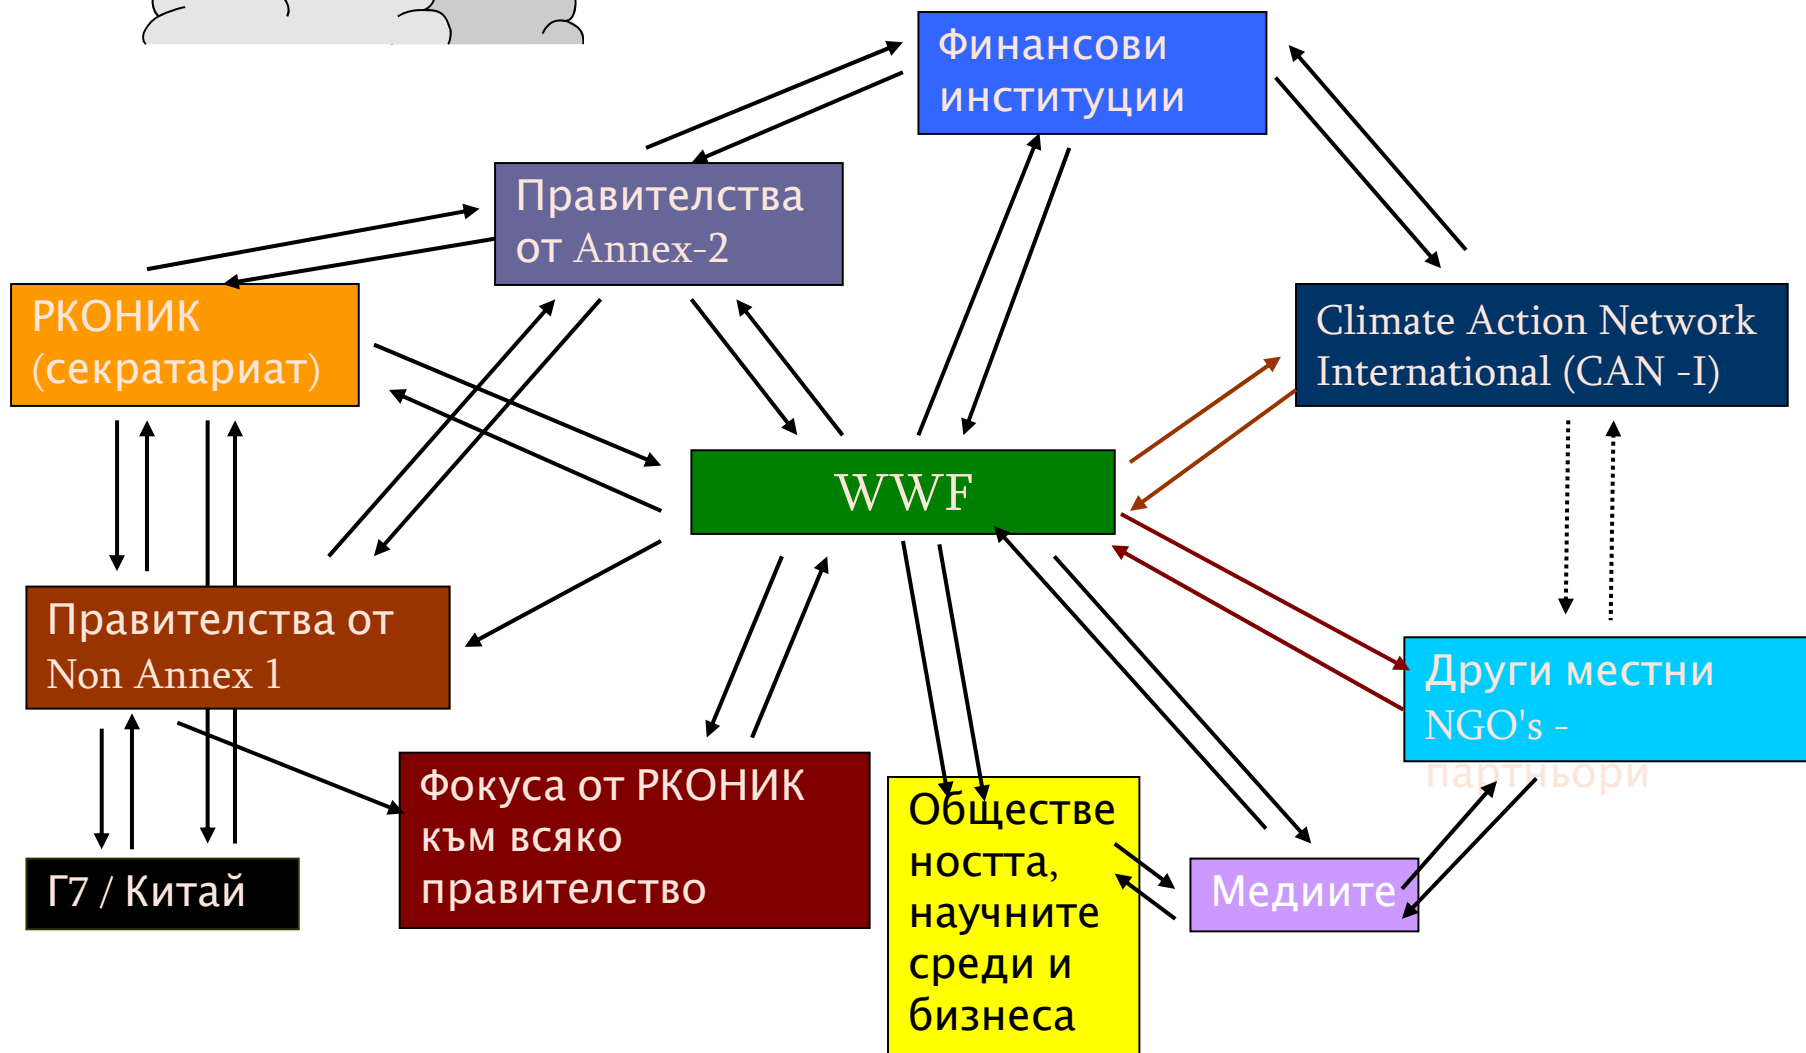 Финансови
институции
Правителства
от Annex-2
РКОНИК
(секратариат)
Climate Action Network
International (CAN -I)
WWF
Правителства от
Non Annex 1
Други местни
NGO's -
партньори
Фокуса от РКОНИК
към всяко
правителство
Обществе
ността,
научните
среди и
бизнеса
Медиите
Г7 / Китай